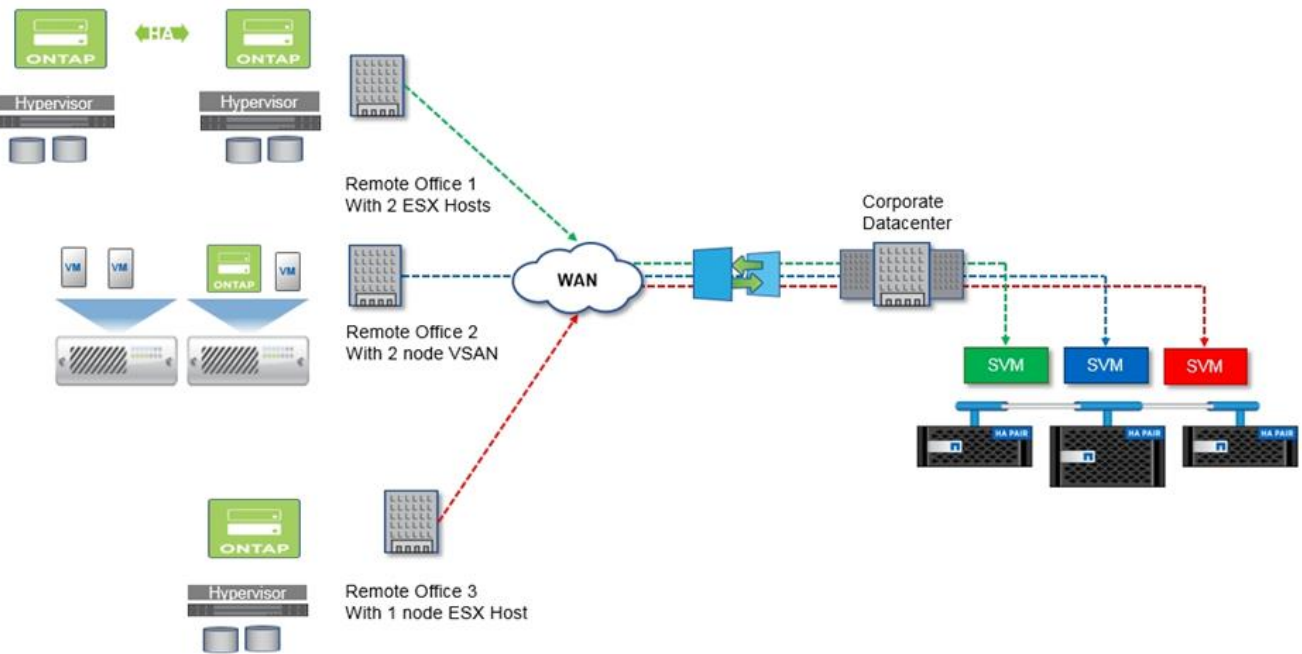 ONTAP
HA
ONTAP
Hypervisor
Hypervisor
Remote Office 1
With 2 ESX Hosts
VM
VM
ONTAP
VM
Remote Office 2
With 2 node VSAN
WAN
Corporate
Datacenter
SVM
SVM
SVM
HA PAIR
HA PAIR
HA PAIR
ONTAP
Hypervisor
Remote Office 3
With 1 node ESX Host